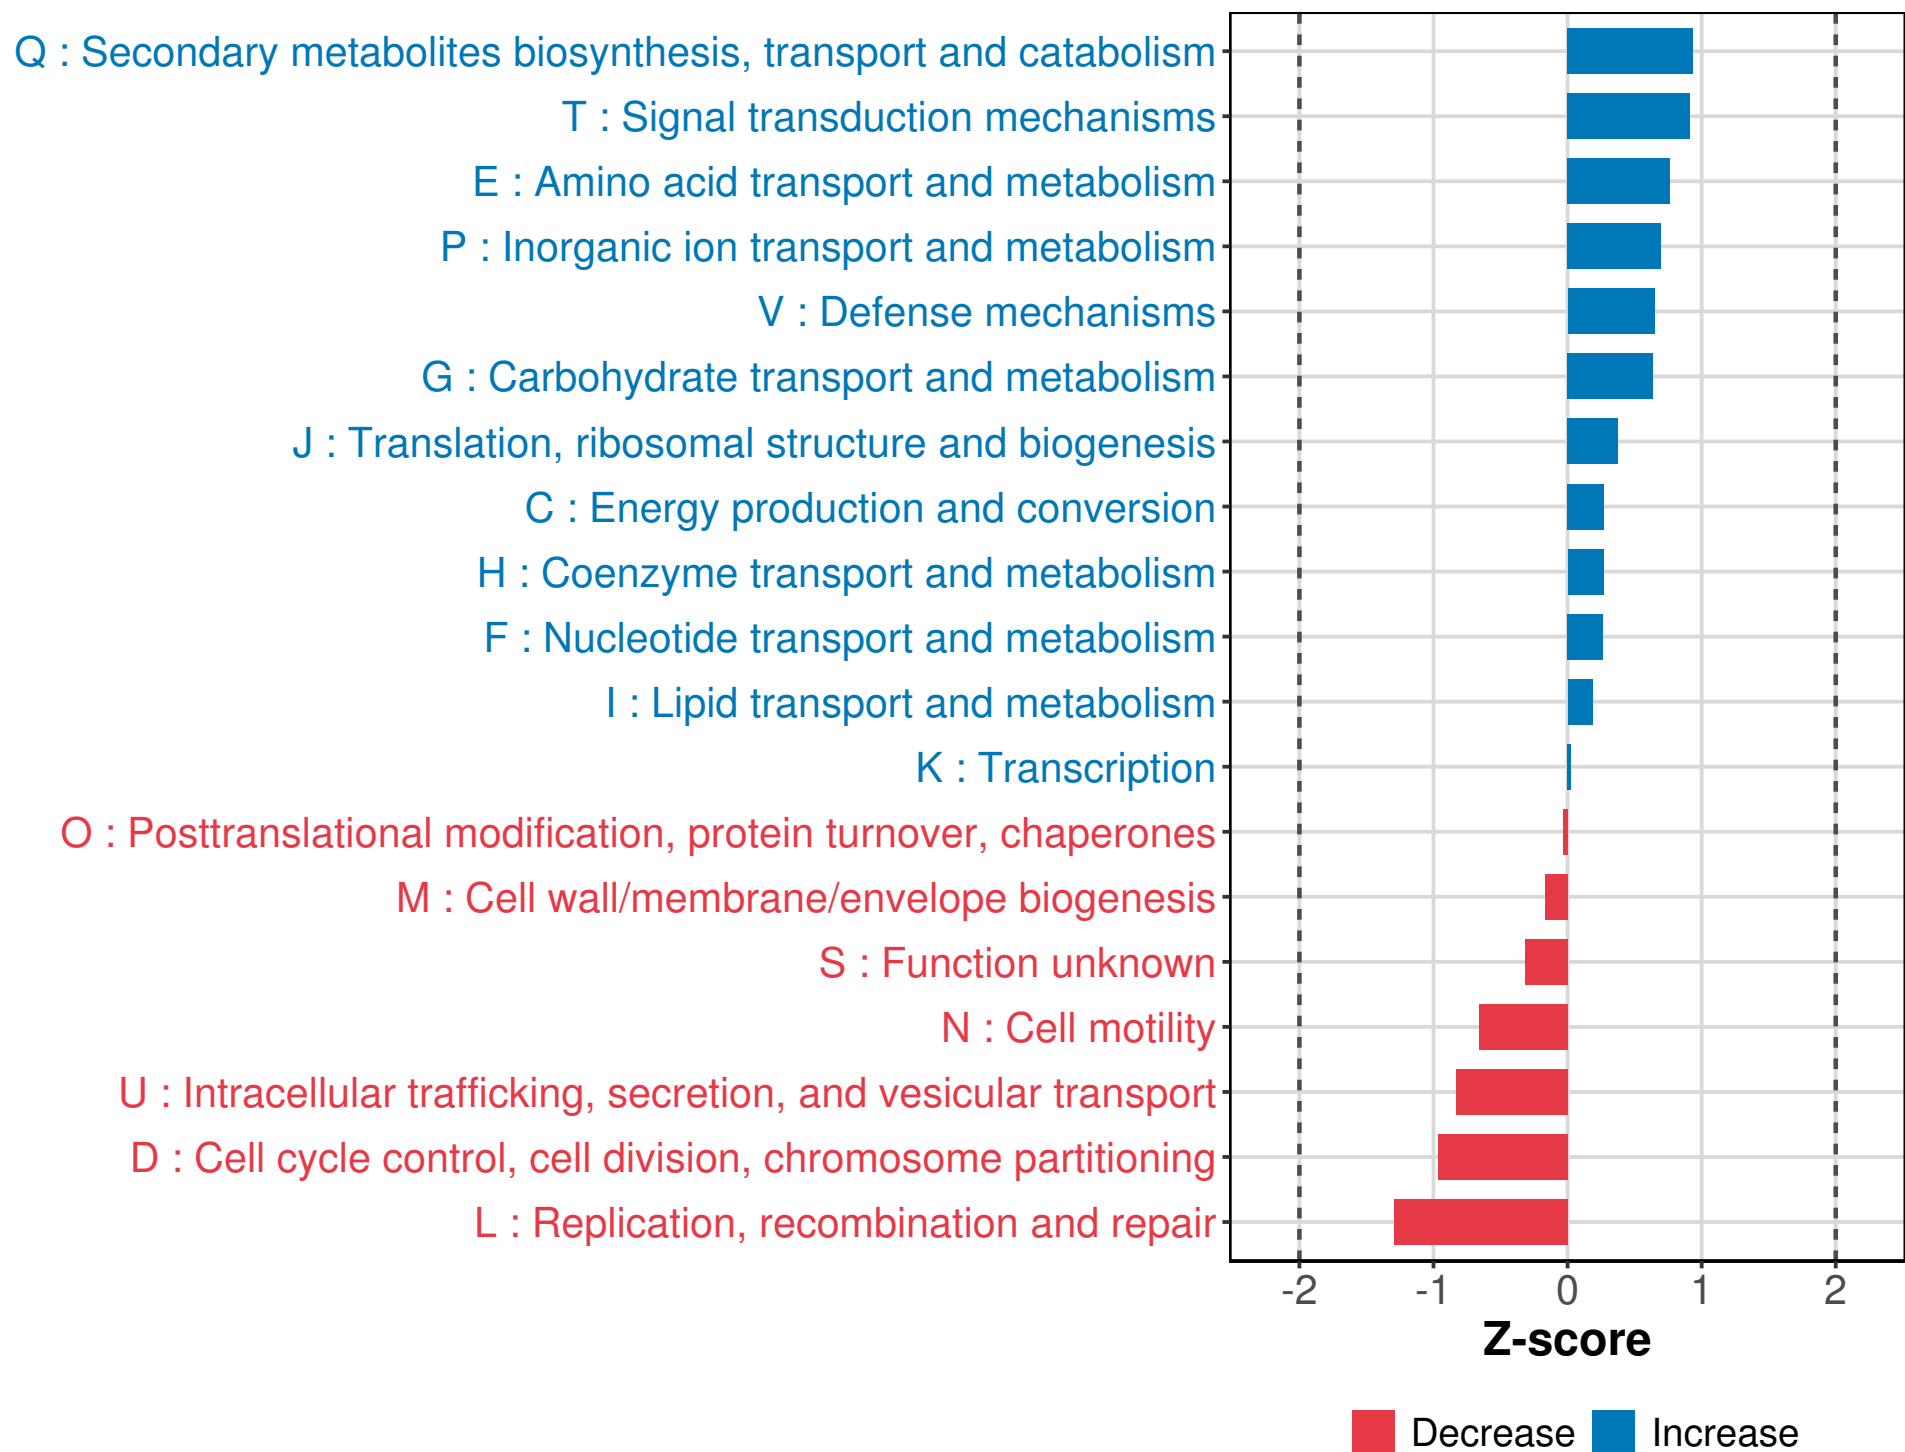 Q : Secondary metabolites biosynthesis, transport and catabolism
T : Signal transduction mechanisms
E : Amino acid transport and metabolism
P : Inorganic ion transport and metabolism
V : Defense mechanisms
G : Carbohydrate transport and metabolism
J : Translation, ribosomal structure and biogenesis
C : Energy production and conversion
H : Coenzyme transport and metabolism
F : Nucleotide transport and metabolism
I : Lipid transport and metabolism
K : Transcription
O : Posttranslational modification, protein turnover, chaperones
M : Cell wall/membrane/envelope biogenesis
S : Function unknown
N : Cell motility
U : Intracellular trafficking, secretion, and vesicular transport
D : Cell cycle control, cell division, chromosome partitioning
L : Replication, recombination and repair
-2 -1 0 1 2
Z-score
Decrease Increase